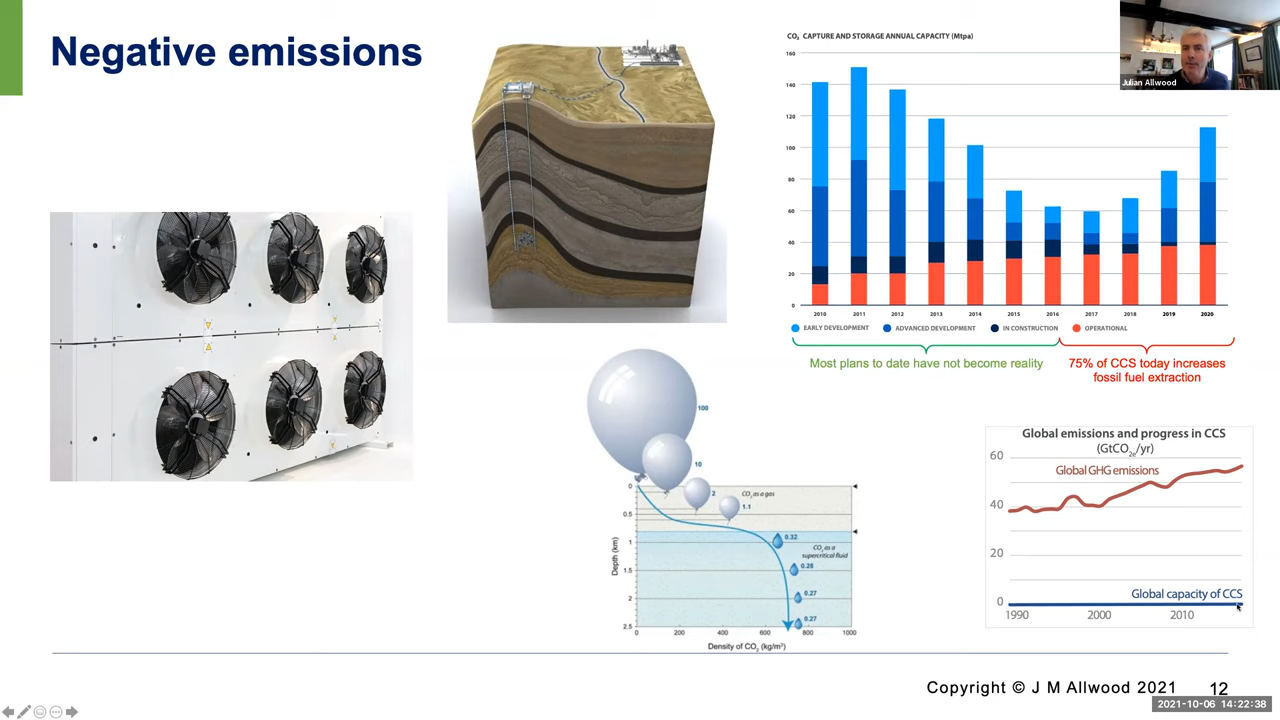 Negative emissions
CO₂ CAPTURE AND STORAGE ANNUAL CAPACITY (Mtpa)
160
140
120
100
80
60
40
20
0
2010 2011 2012 2013 2014 2015 2016 2017 2018 2019 2020
EARLY DEVELOPMENT ADVANCED DEVELOPMENT IN CONSTRUCTION OPERATIONAL
Most plans to date have not become reality
75% of CCS today increases
fossil fuel extraction
Julian Allwood
100
10
2
1.1
CO₂ as a gas
0.32
CO₂ as a
supercritical fluid
0.28
0.27
0.27
Depth (km)
0
0.5
1
1.5
2
2.5
0 200 400 600 800 1000
Density of CO₂ (kg/m³)
Global emissions and progress in CCS
(GtCO₂e/yr)
60
Global GHG emissions
40
20
Global capacity of CCS
0
1990 2000 2010
Copyright © J M Allwood 2021 12
2021-10-06 14:22:38